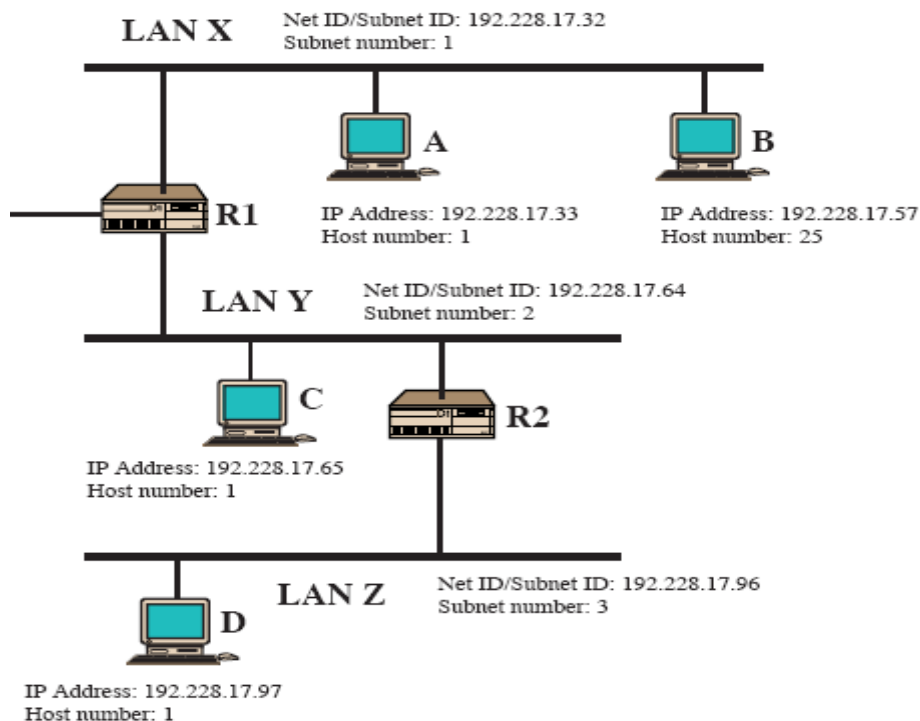 LAN X
Net ID/Subnet ID: 192.228.17.32
Subnet number: 1
A
B
R1
IP Address: 192.228.17.33
Host number: 1
IP Address: 192.228.17.57
Host number: 25
LAN Y
Net ID/Subnet ID: 192.228.17.64
Subnet number: 2
C
R2
IP Address: 192.228.17.65
Host number: 1
LAN Z
Net ID/Subnet ID: 192.228.17.96
Subnet number: 3
D
IP Address: 192.228.17.97
Host number: 1